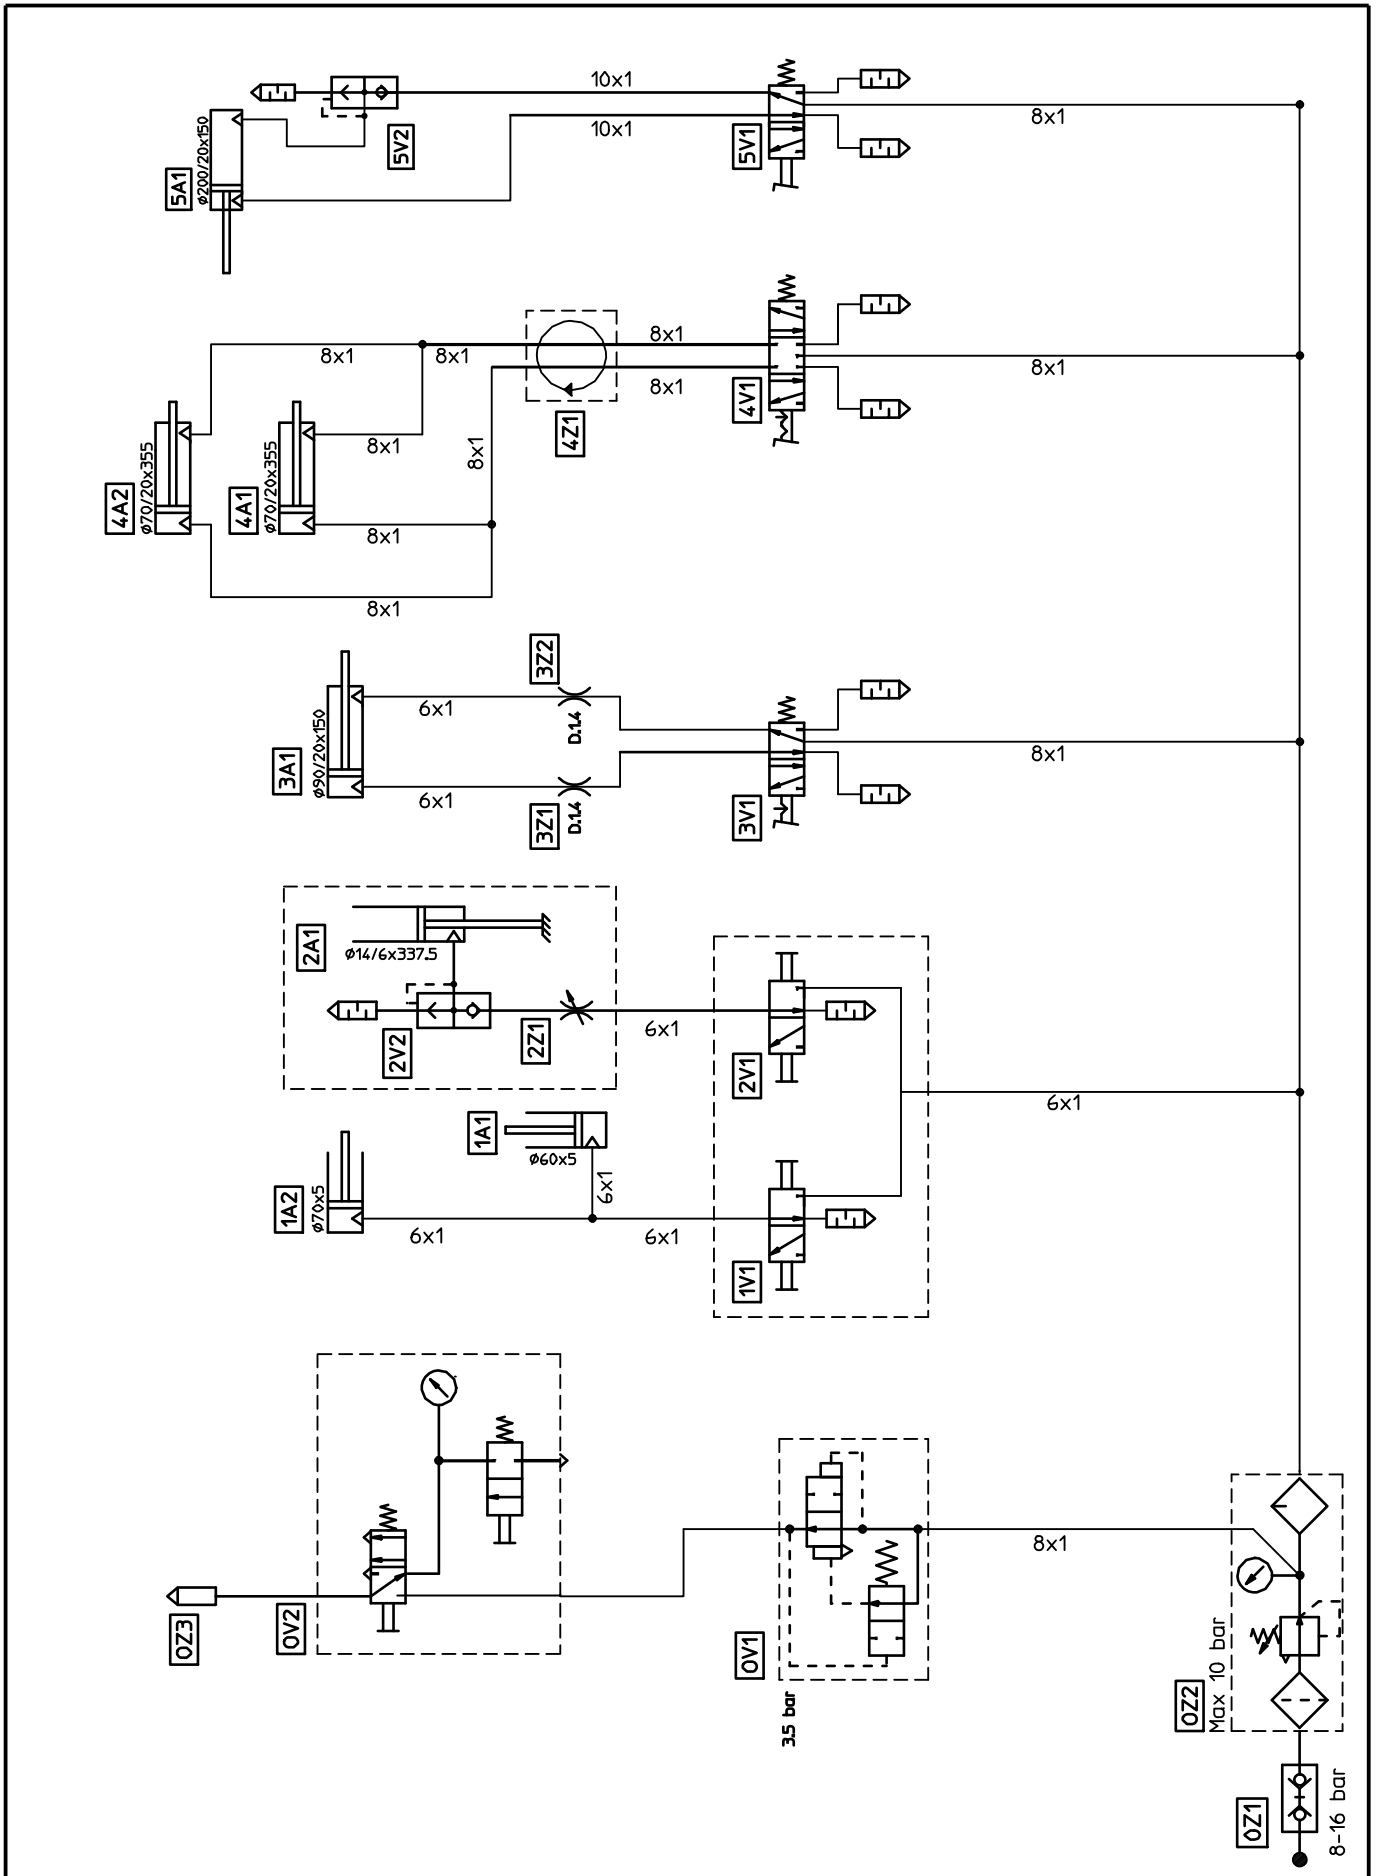 10x1
8x1
10x1
5V2
5V1
5A1
ø200/20x150
8x1
8x1
8x1
8x1
8x1
4V1
4Z1
8x1
8x1
4A2
ø70/20x355
4A1
ø70/20x355
8x1
8x1
3Z2
6x1
D.1.4
8x1
3A1
ø90/20x150
6x1
3Z1
D.1.4
3V1
2A1
ø14/6x337.5
2V2
2Z1
6x1
2V1
6x1
1A1
ø60x5
6x1
1A2
ø70x5
6x1
6x1
1V1
0Z3
0V2
8x1
0V1
3.5 bar
0Z2
Max 10 bar
0Z1
8-16 bar